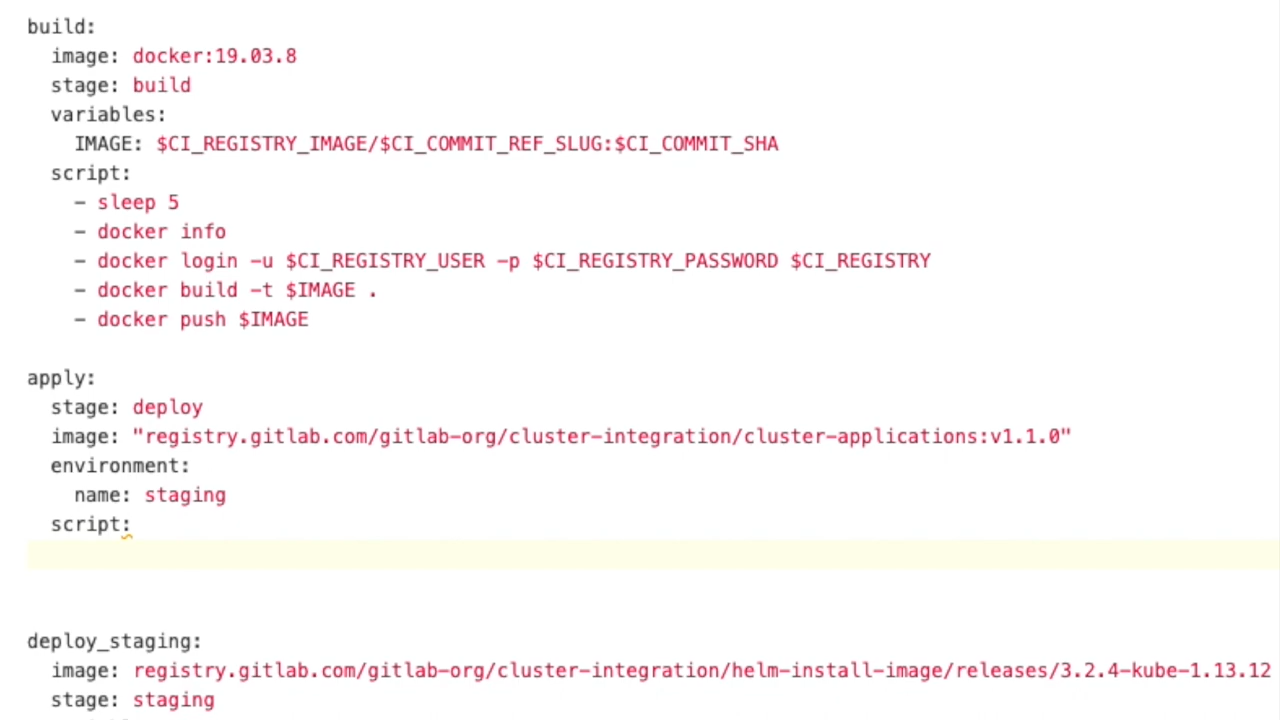 build:
  image: docker:19.03.8
  stage: build
  variables:
    IMAGE: $CI_REGISTRY_IMAGE/$CI_COMMIT_REF_SLUG:$CI_COMMIT_SHA
  script:
    - sleep 5
    - docker info
    - docker login -u $CI_REGISTRY_USER -p $CI_REGISTRY_PASSWORD $CI_REGISTRY
    - docker build -t $IMAGE .
    - docker push $IMAGE
apply:
  stage: deploy
  image: "registry.gitlab.com/gitlab-org/cluster-integration/cluster-applications:v1.1.0"
  environment:
    name: staging
  script:
deploy_staging:
  image: registry.gitlab.com/gitlab-org/cluster-integration/helm-install-image/releases/3.2.4-kube-1.13.12
  stage: staging